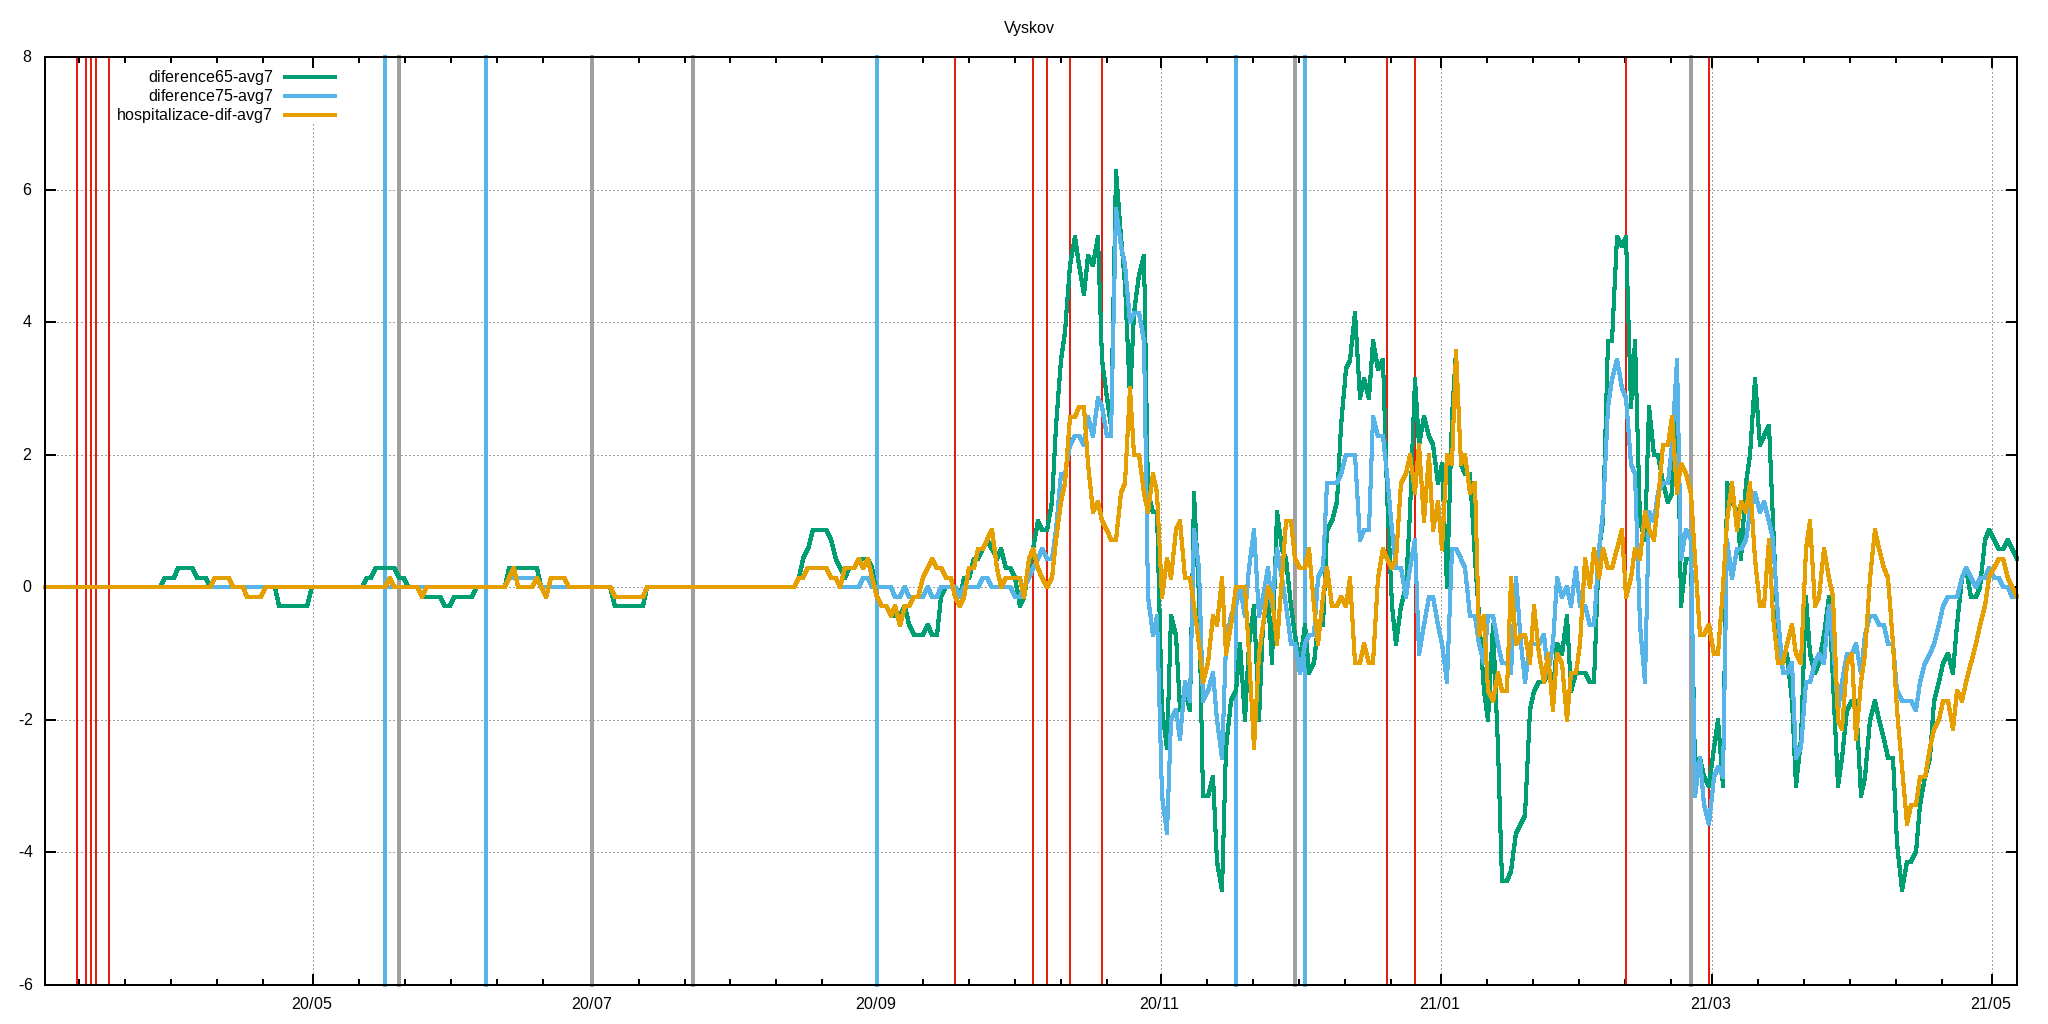 Vyskov
8
diference65-avg7
diference75-avg7
hospitalizace-dif-avg7
6
4
2
0
-2
-4
-6
20/05 20/07 20/09 20/11 21/01 21/03 21/05